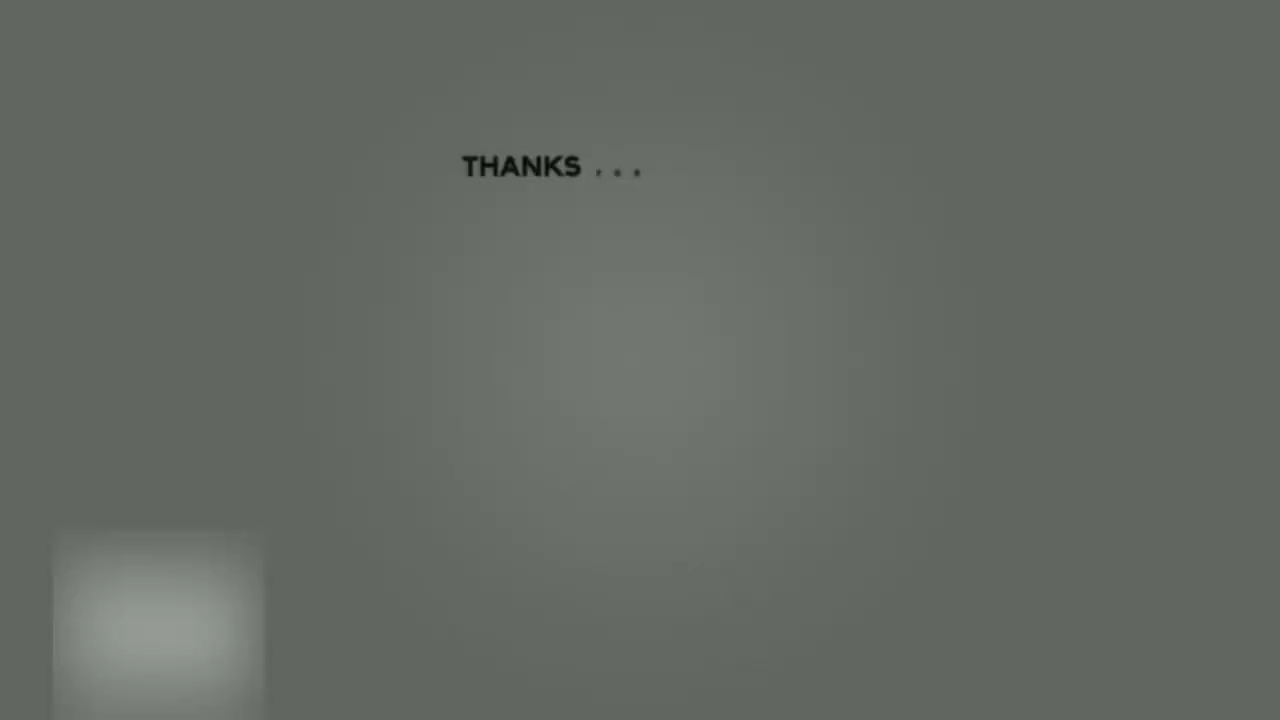 THANKS . . .